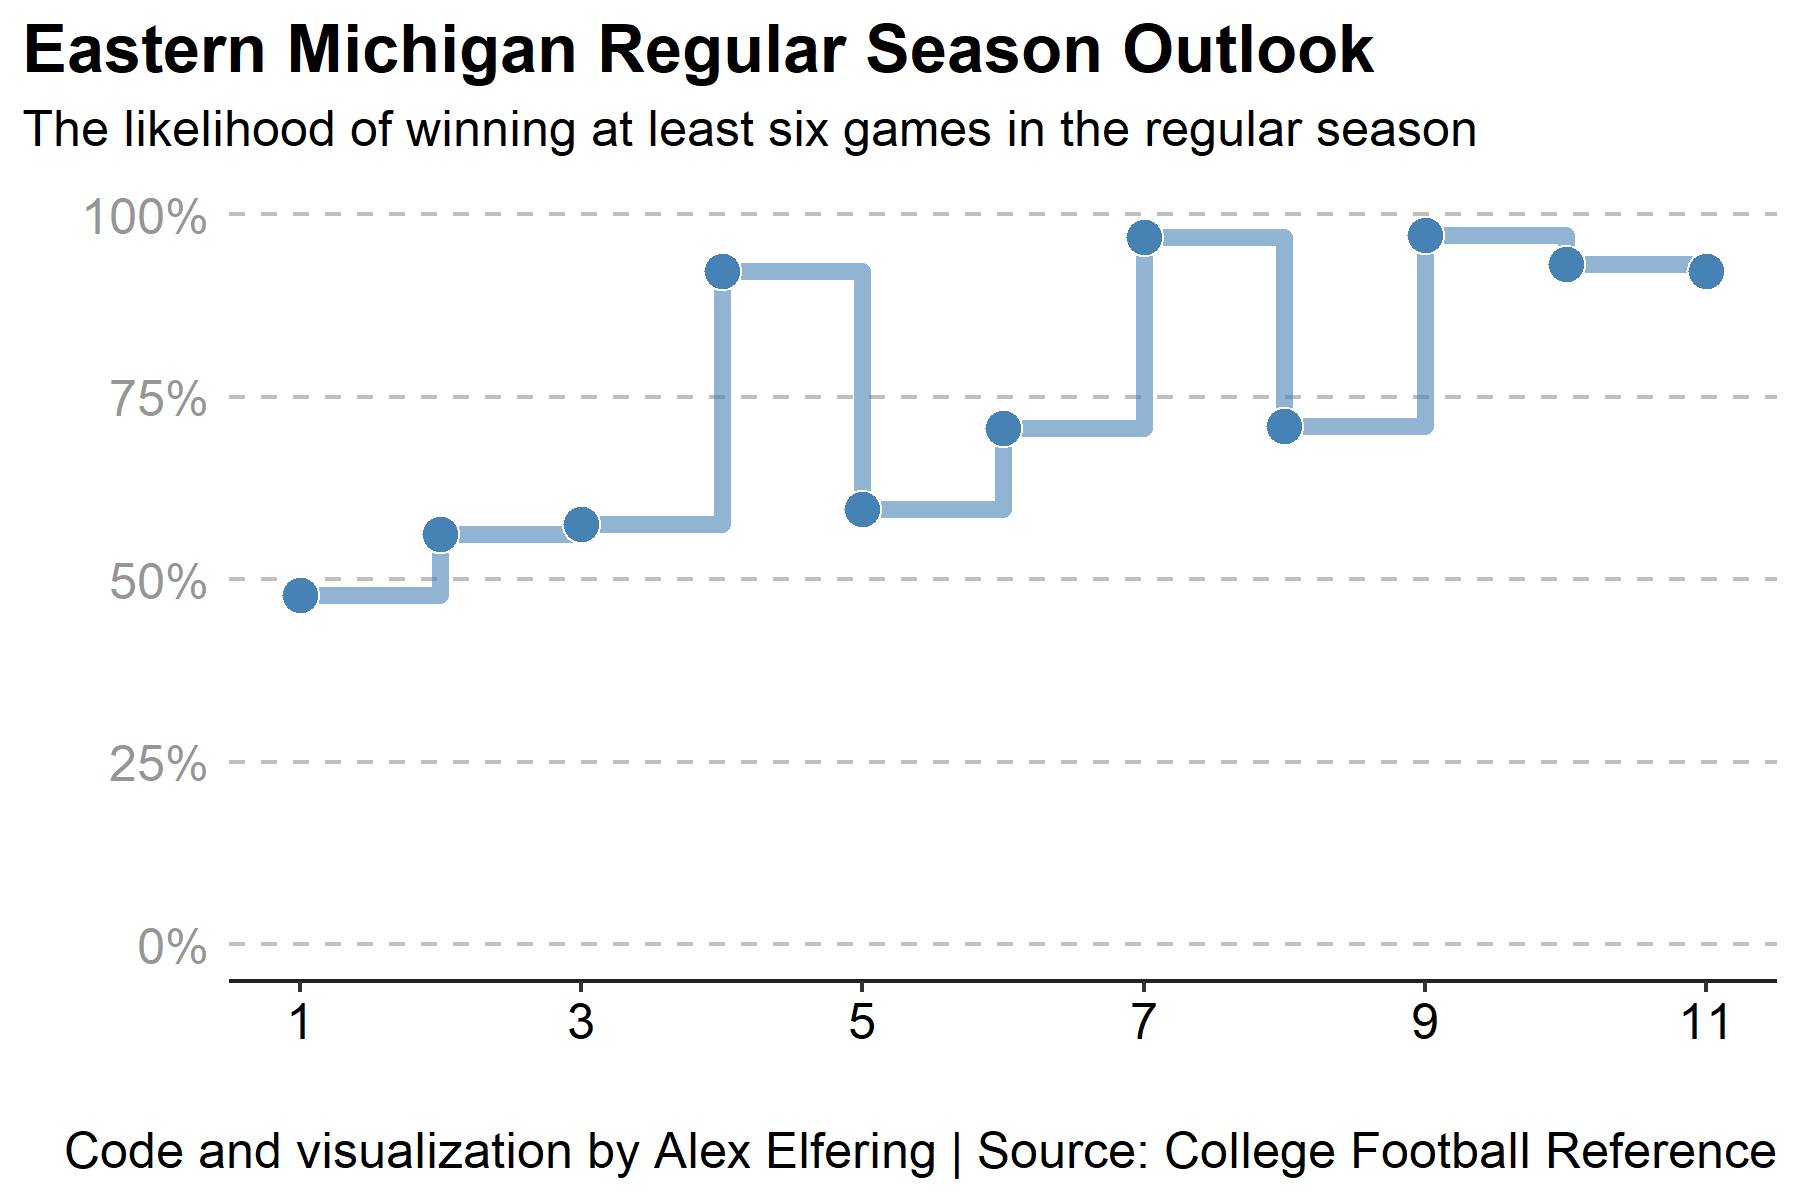 Eastern Michigan Regular Season Outlook
The likelihood of winning at least six games in the regular season
100%
75%
50%
25%
0%
1 3 5 7 9 11
Code and visualization by Alex Elfering | Source: College Football Reference